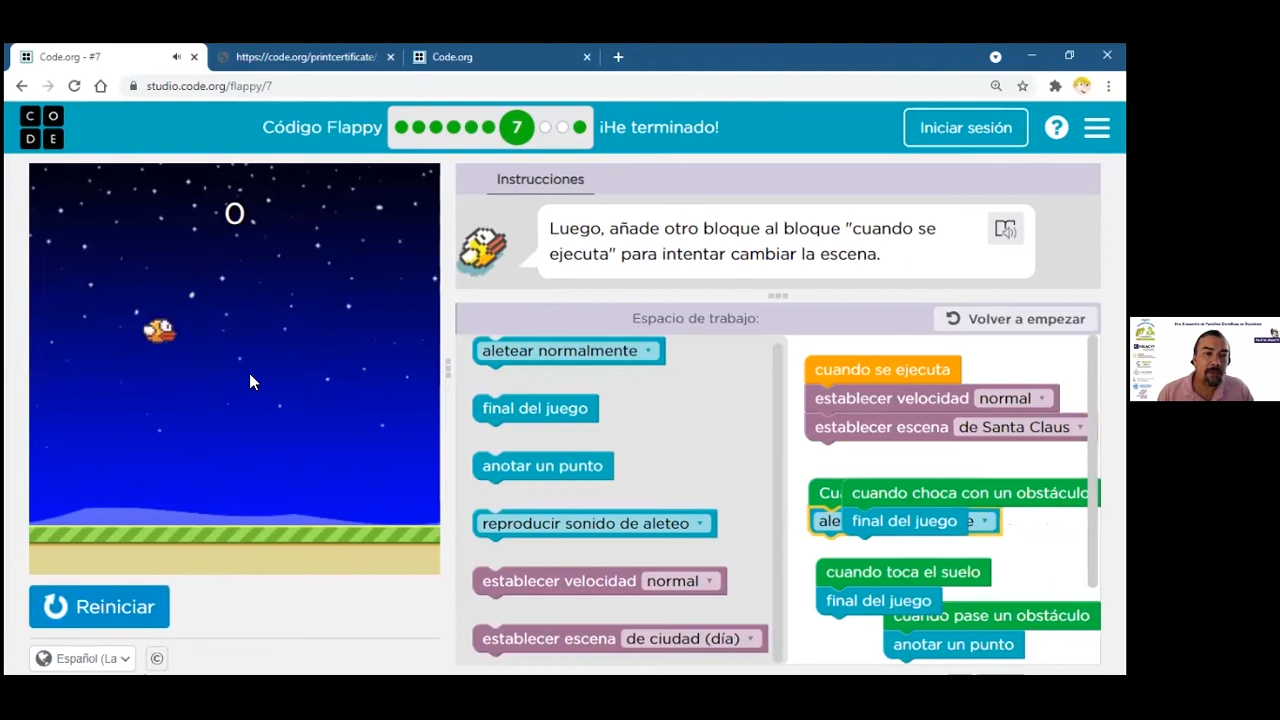 Code.org - #7
https://code.org/printcertificate/
Code.org
studio.code.org/flappy/7
C O
D E
Código Flappy
7
¡He terminado!
Iniciar sesión
?
0
Instrucciones
Luego, añade otro bloque al bloque "cuando se
ejecuta" para intentar cambiar la escena.
Espacio de trabajo:
Volver a empezar
aletear normalmente
final del juego
anotar un punto
reproducir sonido de aleteo
establecer velocidad normal
establecer escena de ciudad (día)
cuando se ejecuta
establecer velocidad normal
establecer escena de Santa Claus
Cu cuando choca con un obstáculo
ale final del juego e
cuando toca el suelo
final del juego
cuando pase un obstáculo
anotar un punto
Reiniciar
Español (La
©